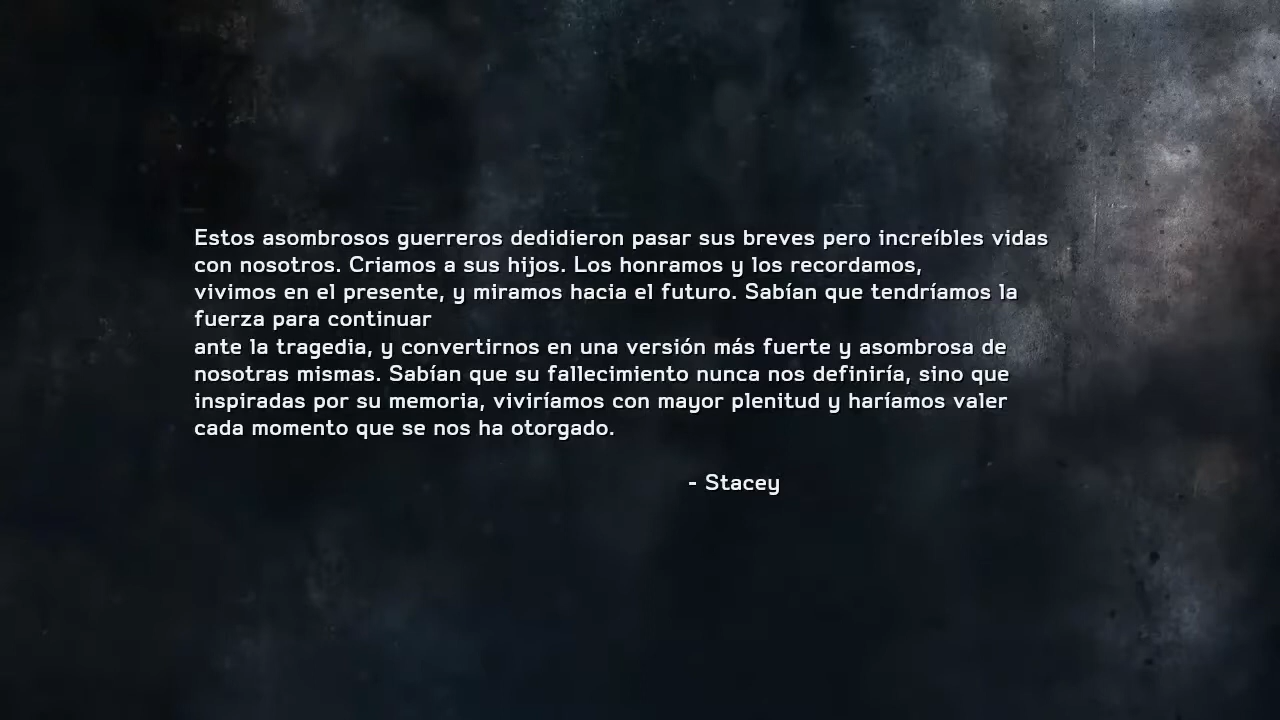 Estos asombrosos guerreros dedidieron pasar sus breves pero increíbles vidas
con nosotros. Criamos a sus hijos. Los honramos y los recordamos,
vivimos en el presente, y miramos hacia el futuro. Sabían que tendríamos la
fuerza para continuar
ante la tragedia, y convertirnos en una versión más fuerte y asombrosa de
nosotras mismas. Sabían que su fallecimiento nunca nos definiría, sino que
inspiradas por su memoria, viviríamos con mayor plenitud y haríamos valer
cada momento que se nos ha otorgado.
- Stacey